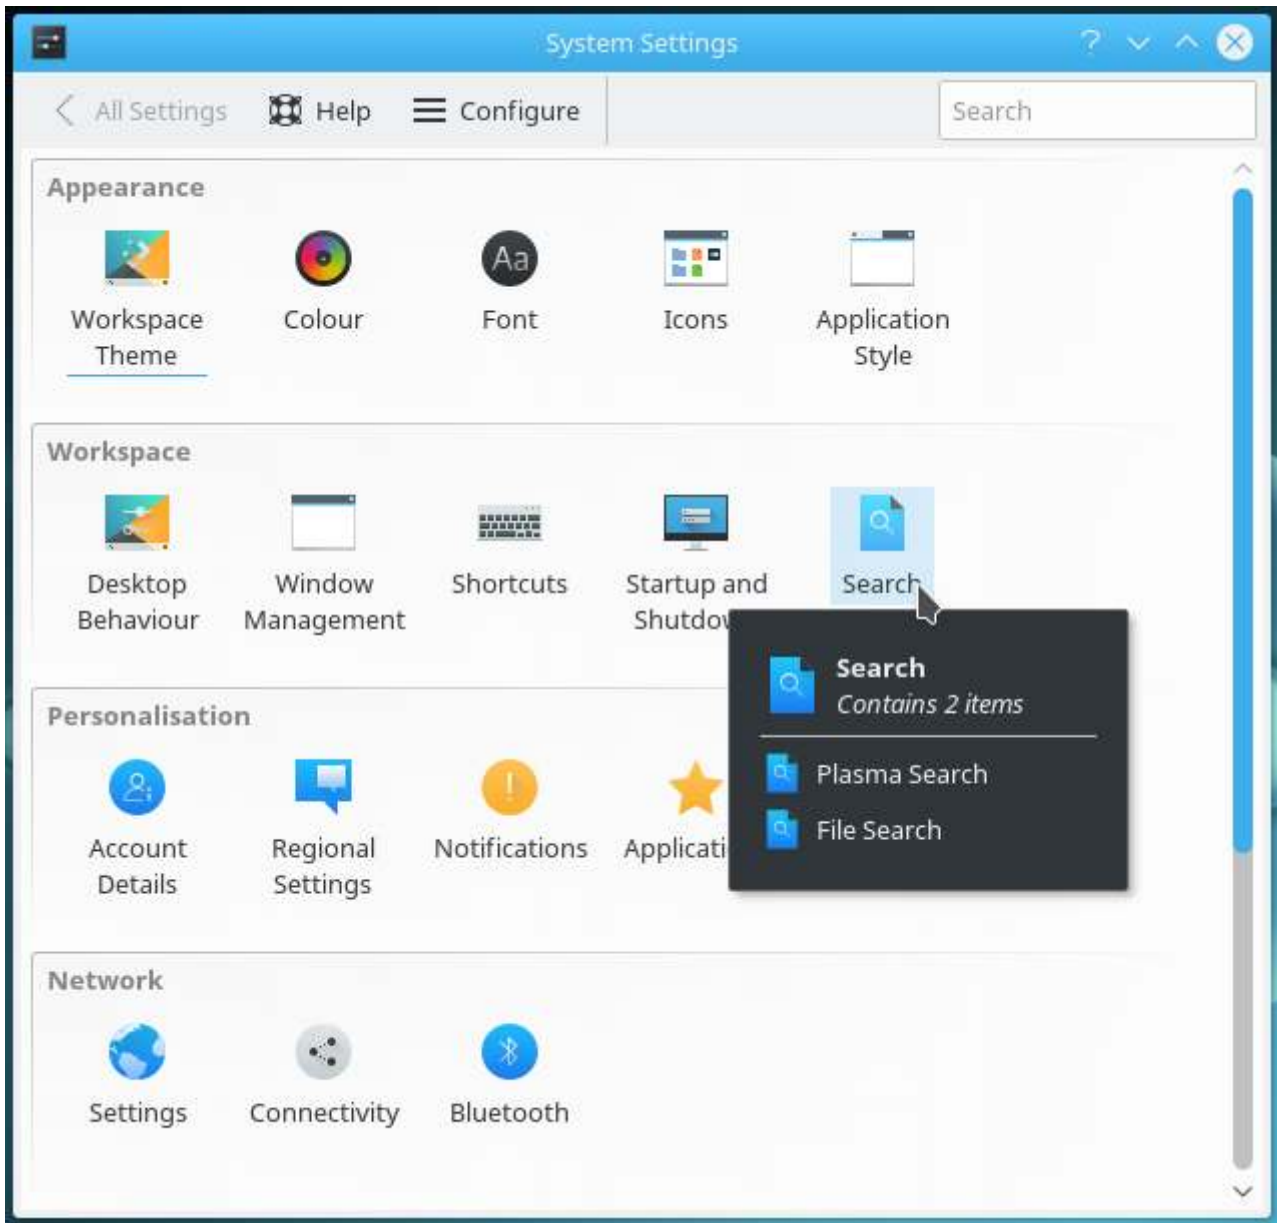 System Settings
All Settings Help Configure Search
Appearance
Workspace Theme
Colour
Font
Aa
Icons
Application Style
Workspace
Desktop Behaviour
Window Management
Shortcuts
Startup and
Search
Search
Contains 2 items
Plasma Search
File Search
Personalisation
Account Details
Regional Settings
Notifications
Network
Settings
Connectivity
Bluetooth